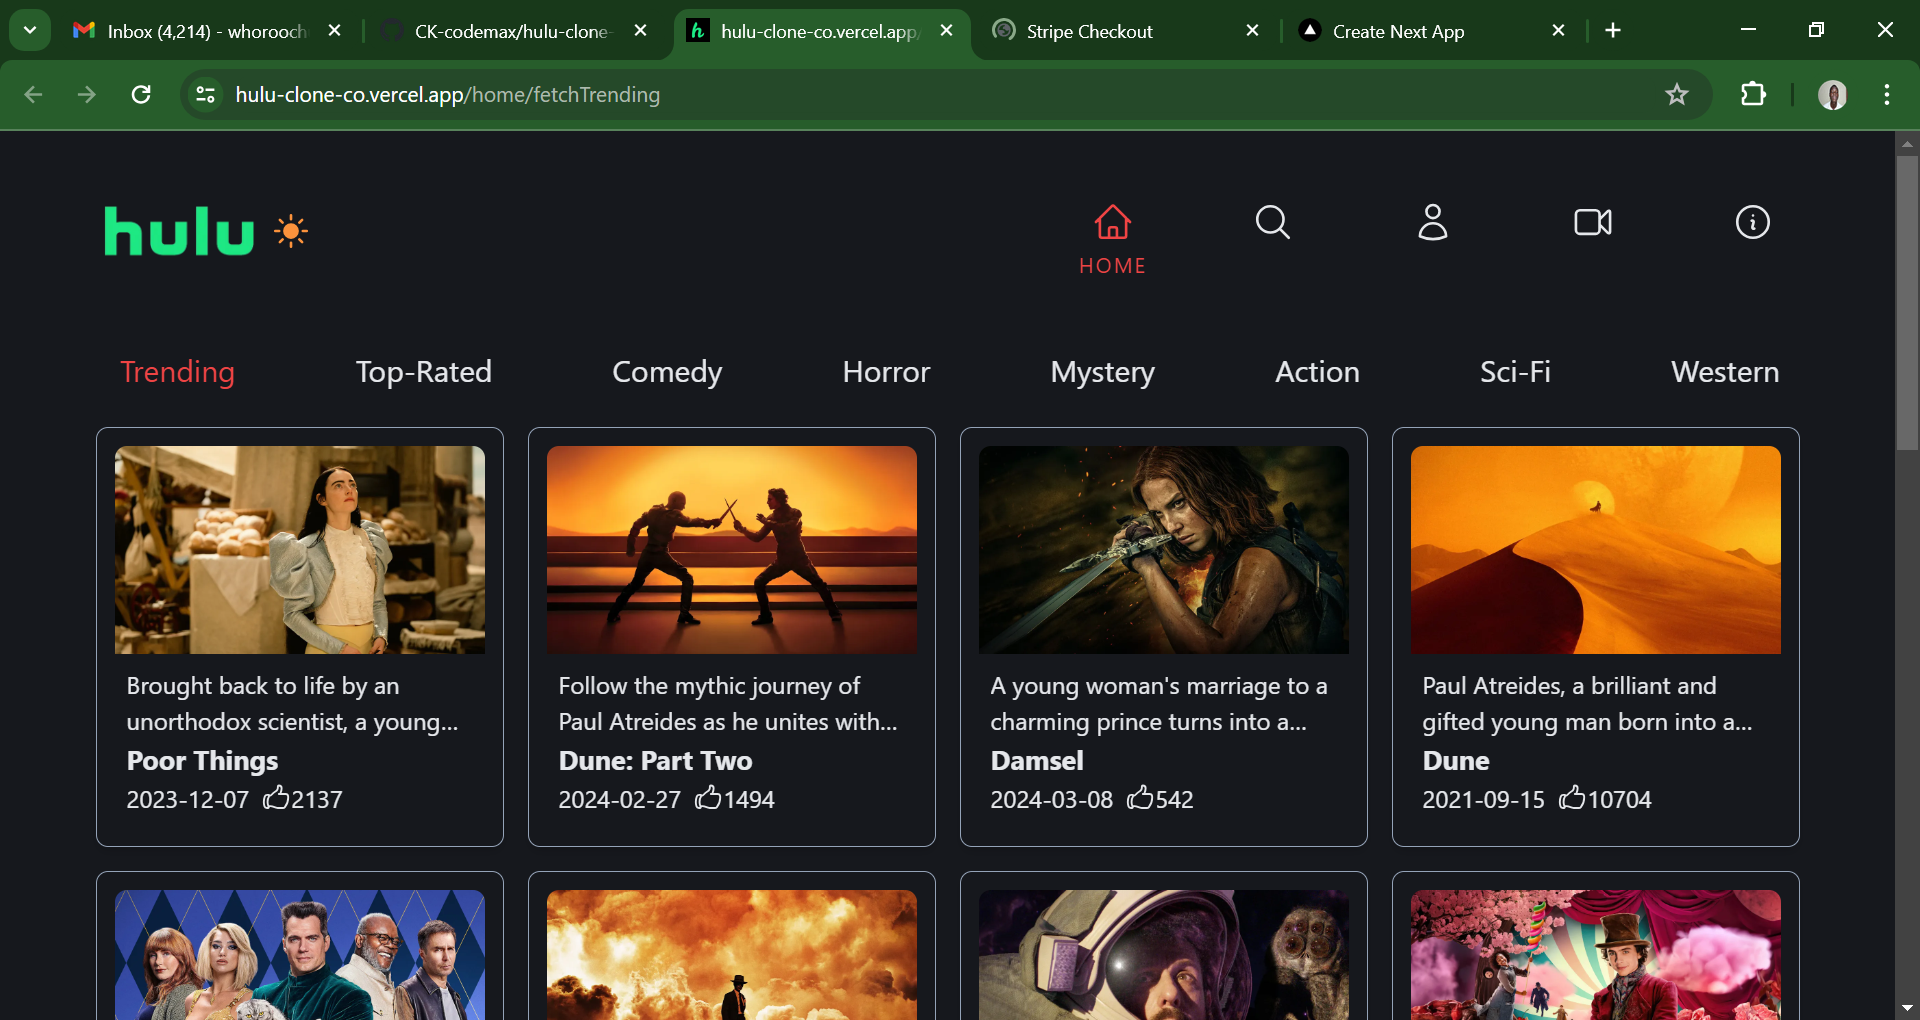 Inbox (4,214) - whorooch
CK-codemax/hulu-clone-
hulu-clone-co.vercel.app/
Stripe Checkout
Create Next App
hulu-clone-co.vercel.app/home/fetchTrending
hulu
HOME
Trending
Top-Rated
Comedy
Horror
Mystery
Action
Sci-Fi
Western
Brought back to life by an
unorthodox scientist, a young...
Poor Things
2023-12-07 2137
Follow the mythic journey of
Paul Atreides as he unites with...
Dune: Part Two
2024-02-27 1494
A young woman's marriage to a
charming prince turns into a...
Damsel
2024-03-08 542
Paul Atreides, a brilliant and
gifted young man born into a...
Dune
2021-09-15 10704